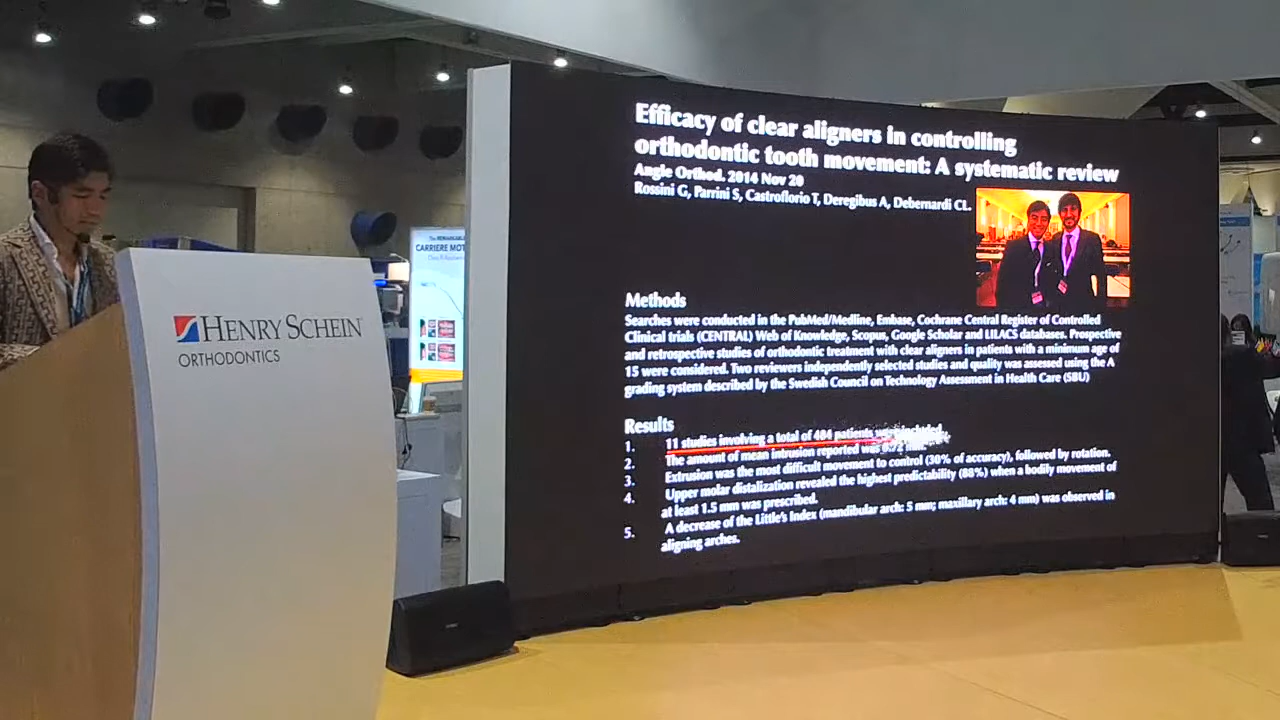 Efficacy of clear aligners in controlling
orthodontic tooth movement: A systematic review
Angle Orthod. 2014 Nov 20
Rossini G, Parrini S, Castroflorio T, Deregibus A, Debernardi CL.
Methods
Searches were conducted in the PubMed/Medline, Embase, Cochrane Central Register of Controlled
Clinical trials (CENTRAL) Web of Knowledge, Scopus, Google Scholar and LILACS databases. Prospective
and retrospective studies of orthodontic treatment with clear aligners in patients with a minimum age of
15 were considered. Two reviewers independently selected studies and quality was assessed using the A
grading system described by the Swedish Council on Technology Assessment in Health Care (SBU)
Results
1. 11 studies involving a total of 484 patients were included.
2. The amount of mean intrusion reported was
3. Extrusion was the most difficult movement to control (30% of accuracy), followed by rotation.
4. Upper molar distalization revealed the highest predictability (88%) when a bodily movement of
at least 1.5 mm was prescribed.
5. A decrease of the Little's Index (mandibular arch: 5 mm; maxillary arch: 4 mm) was observed in
aligning arches.
HENRY SCHEIN
ORTHODONTICS
The REMARKABLE
CARRIERE MOT